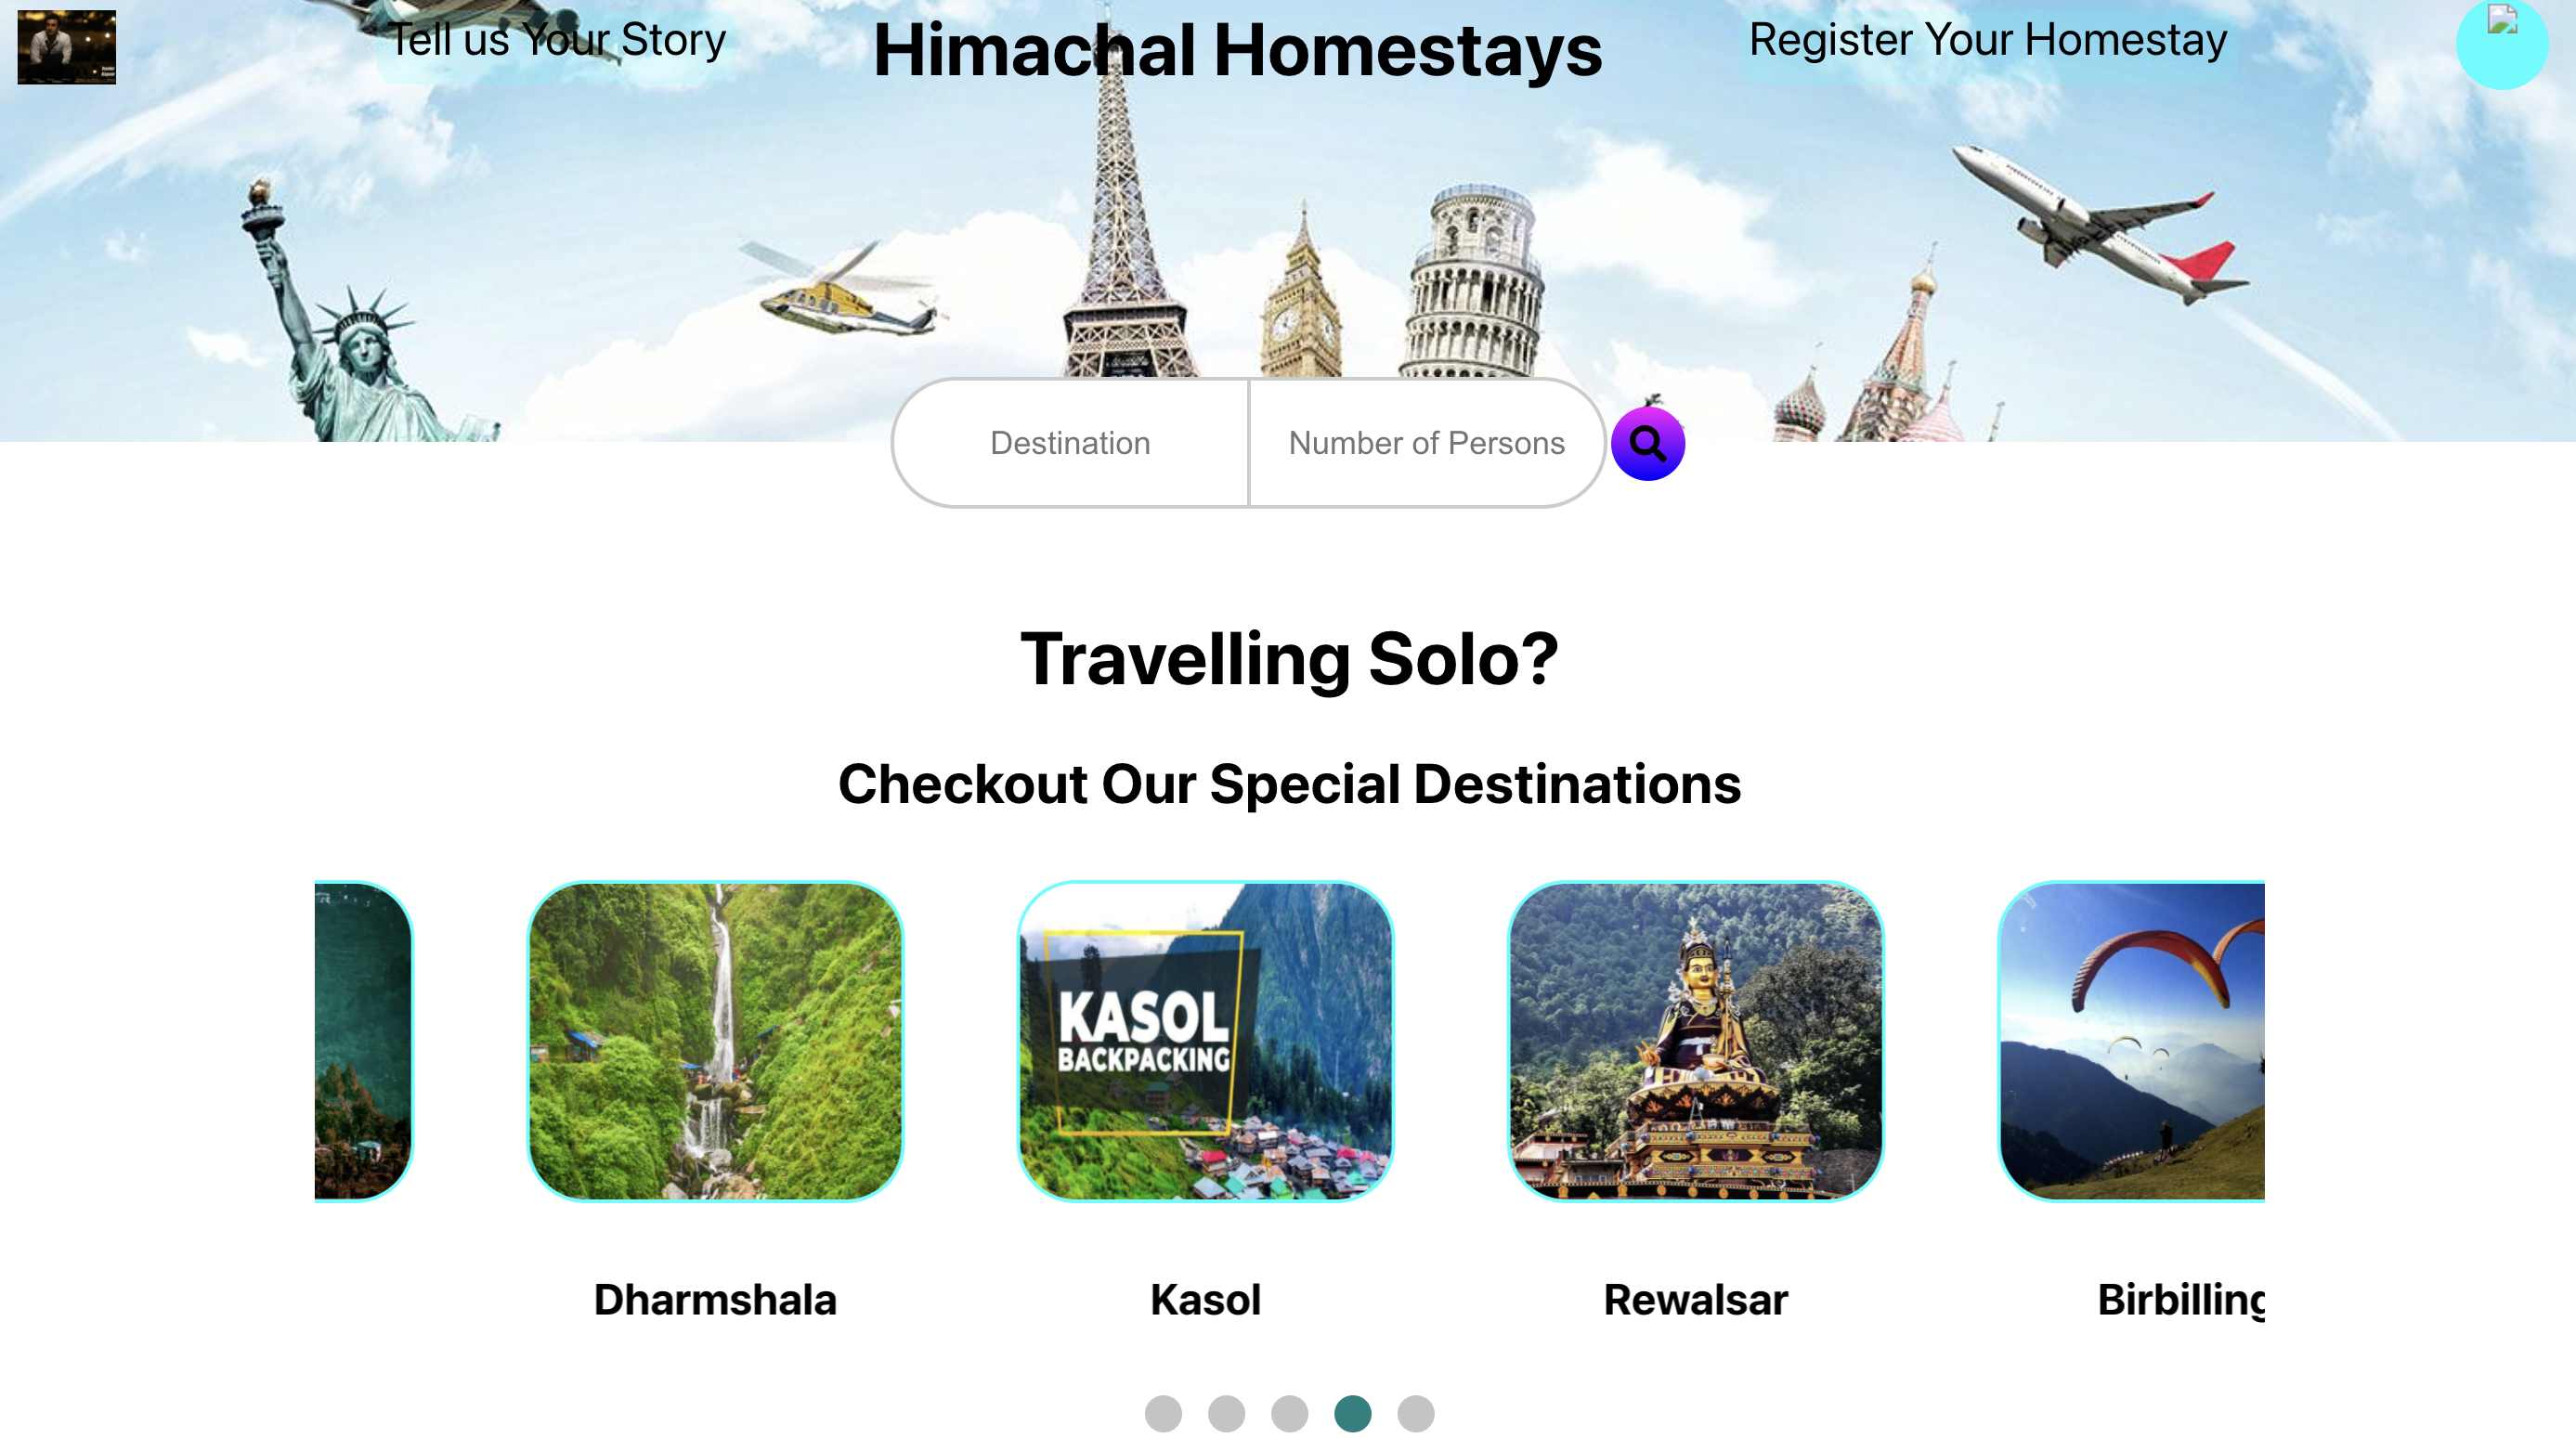 Tell us Your Story
Himachal Homestays
Register Your Homestay
Destination
Number of Persons
Travelling Solo?
Checkout Our Special Destinations
KASOL
BACKPACKING
Dharmshala
Kasol
Rewalsar
Birbilling